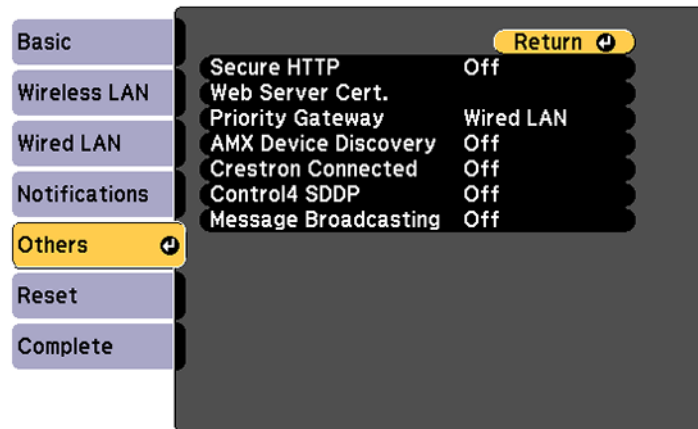 Basic
Wireless LAN
Wired LAN
Notifications
Others
Reset
Complete
Return
Secure HTTP Off
Web Server Cert.
Priority Gateway Wired LAN
AMX Device Discovery Off
Crestron Connected Off
Control4 SDDP Off
Message Broadcasting Off